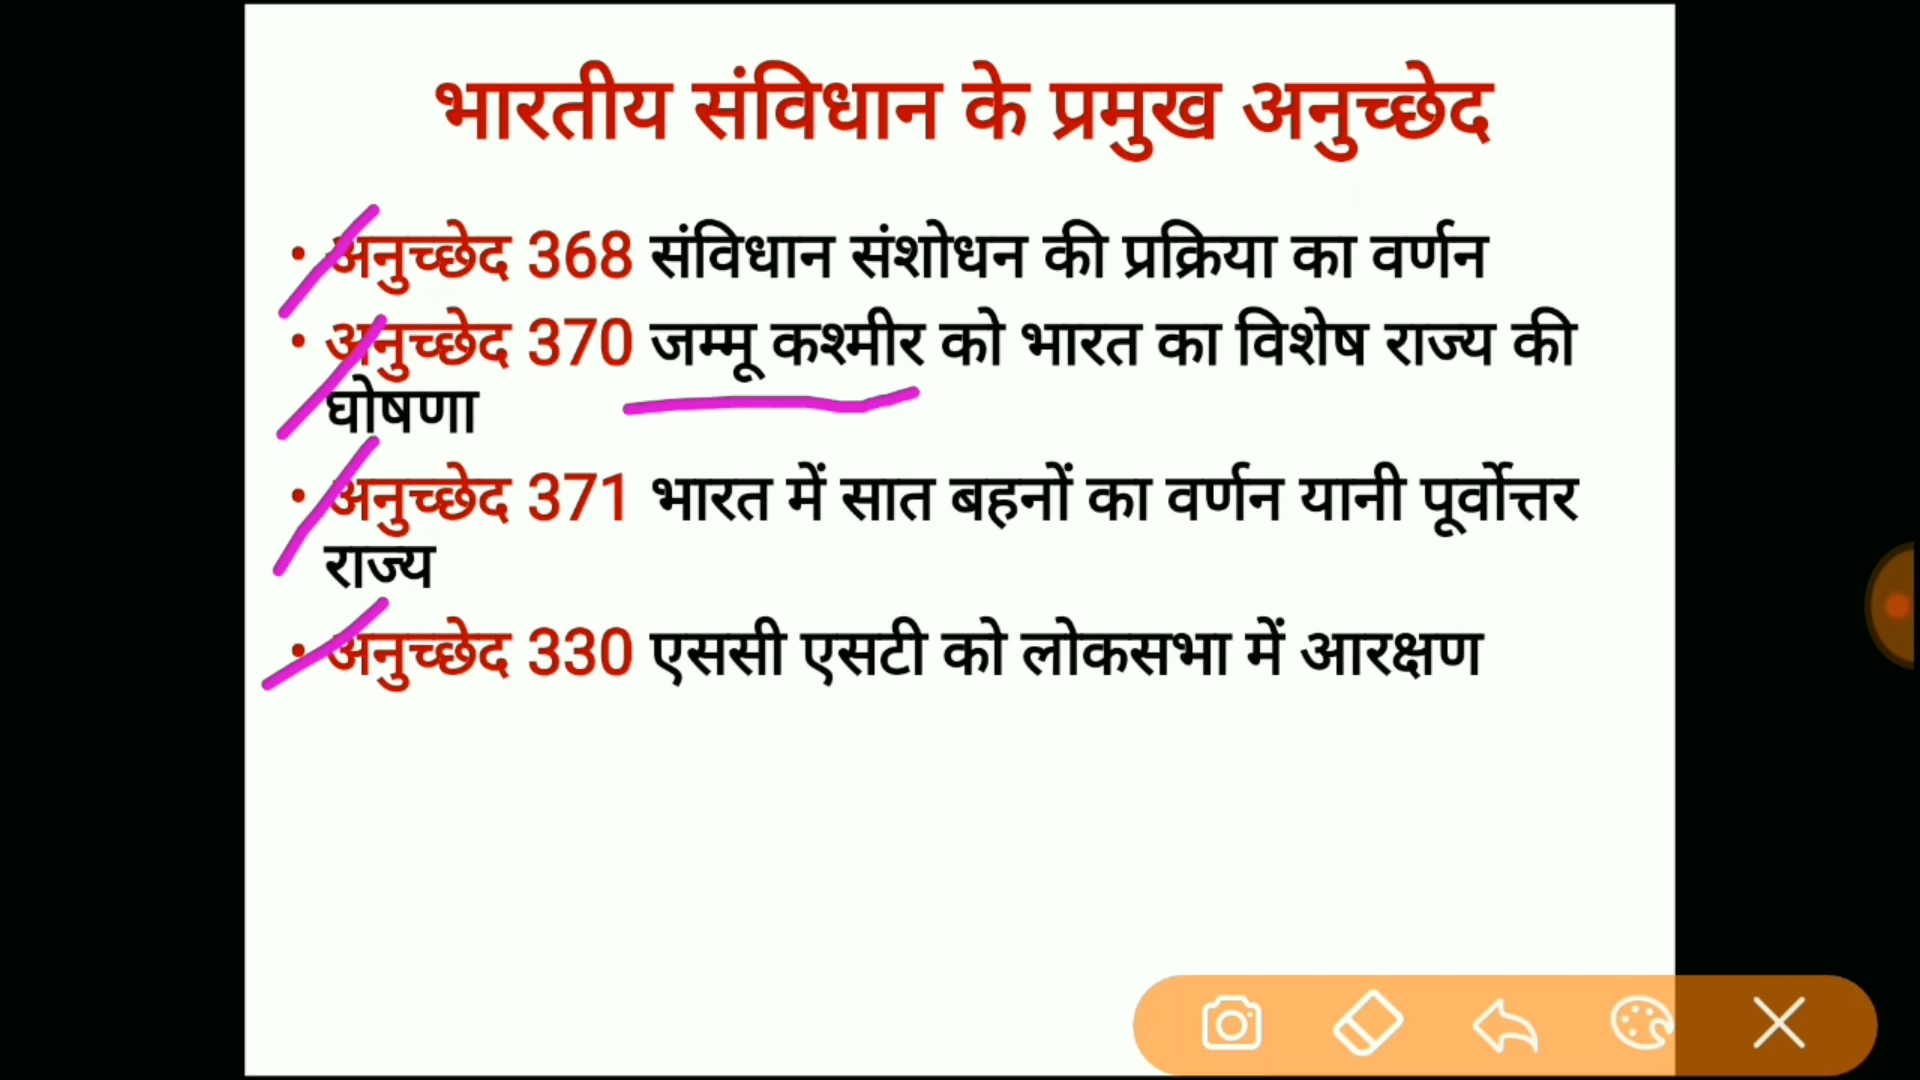 भारतीय संविधान के प्रमुख अनुच्छेद
• अनुच्छेद 368 संविधान संशोधन की प्रक्रिया का वर्णन
• अनुच्छेद 370 जम्मू कश्मीर को भारत का विशेष राज्य की
घोषणा
• अनुच्छेद 371 भारत में सात बहनों का वर्णन यानी पूर्वोत्तर
राज्य
• अनुच्छेद 330 एससी एसटी को लोकसभा में आरक्षण